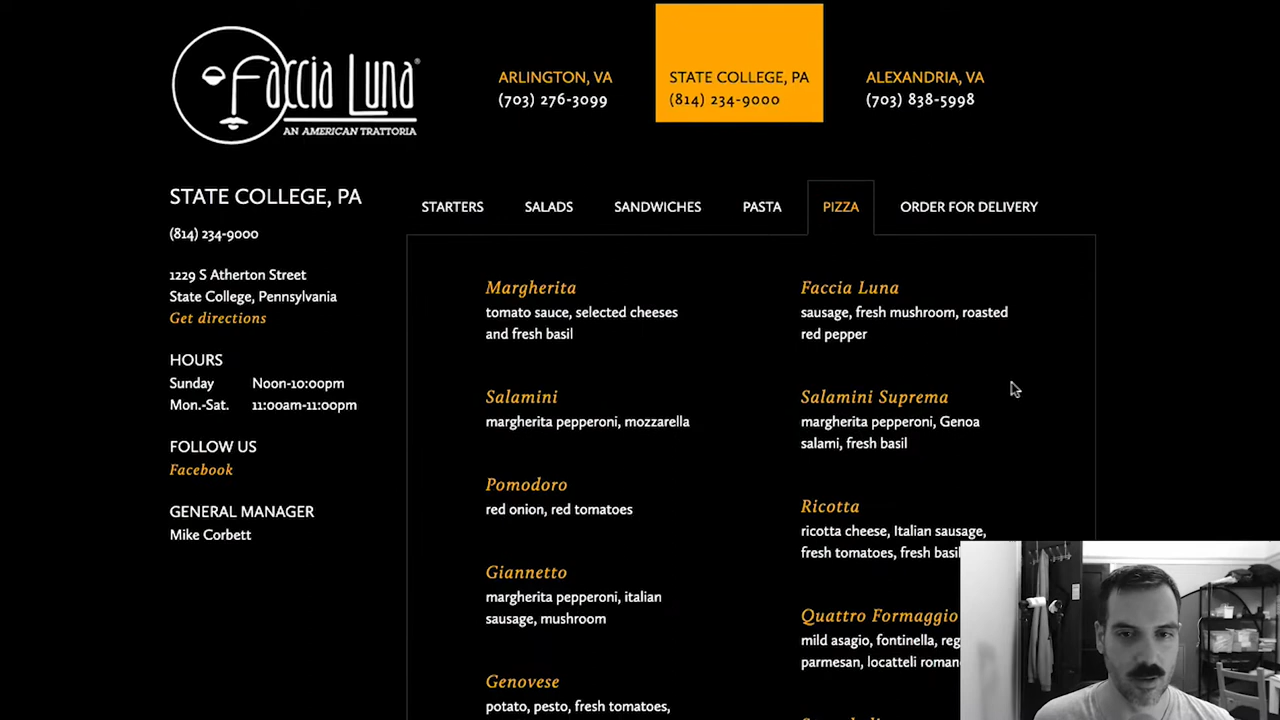 Faccia Luna®
AN AMERICAN TRATTORIA
ARLINGTON, VA
(703) 276-3099
STATE COLLEGE, PA
(814) 234-9000
ALEXANDRIA, VA
(703) 838-5998
STATE COLLEGE, PA
(814) 234-9000
1229 S Atherton Street
State College, Pennsylvania
Get directions
HOURS
Sunday Noon-10:00pm
Mon.-Sat. 11:00am-11:00pm
FOLLOW US
Facebook
GENERAL MANAGER
Mike Corbett
STARTERS SALADS SANDWICHES PASTA PIZZA ORDER FOR DELIVERY
Margherita
tomato sauce, selected cheeses
and fresh basil
Salamini
margherita pepperoni, mozzarella
Pomodoro
red onion, red tomatoes
Giannetto
margherita pepperoni, italian
sausage, mushroom
Genovese
potato, pesto, fresh tomatoes,
Faccia Luna
sausage, fresh mushroom, roasted
red pepper
Salamini Suprema
margherita pepperoni, Genoa
salami, fresh basil
Ricotta
ricotta cheese, Italian sausage,
fresh tomatoes, fresh basil
Quattro Formaggio
mild asagio, fontinella,
parmesan, locatelli